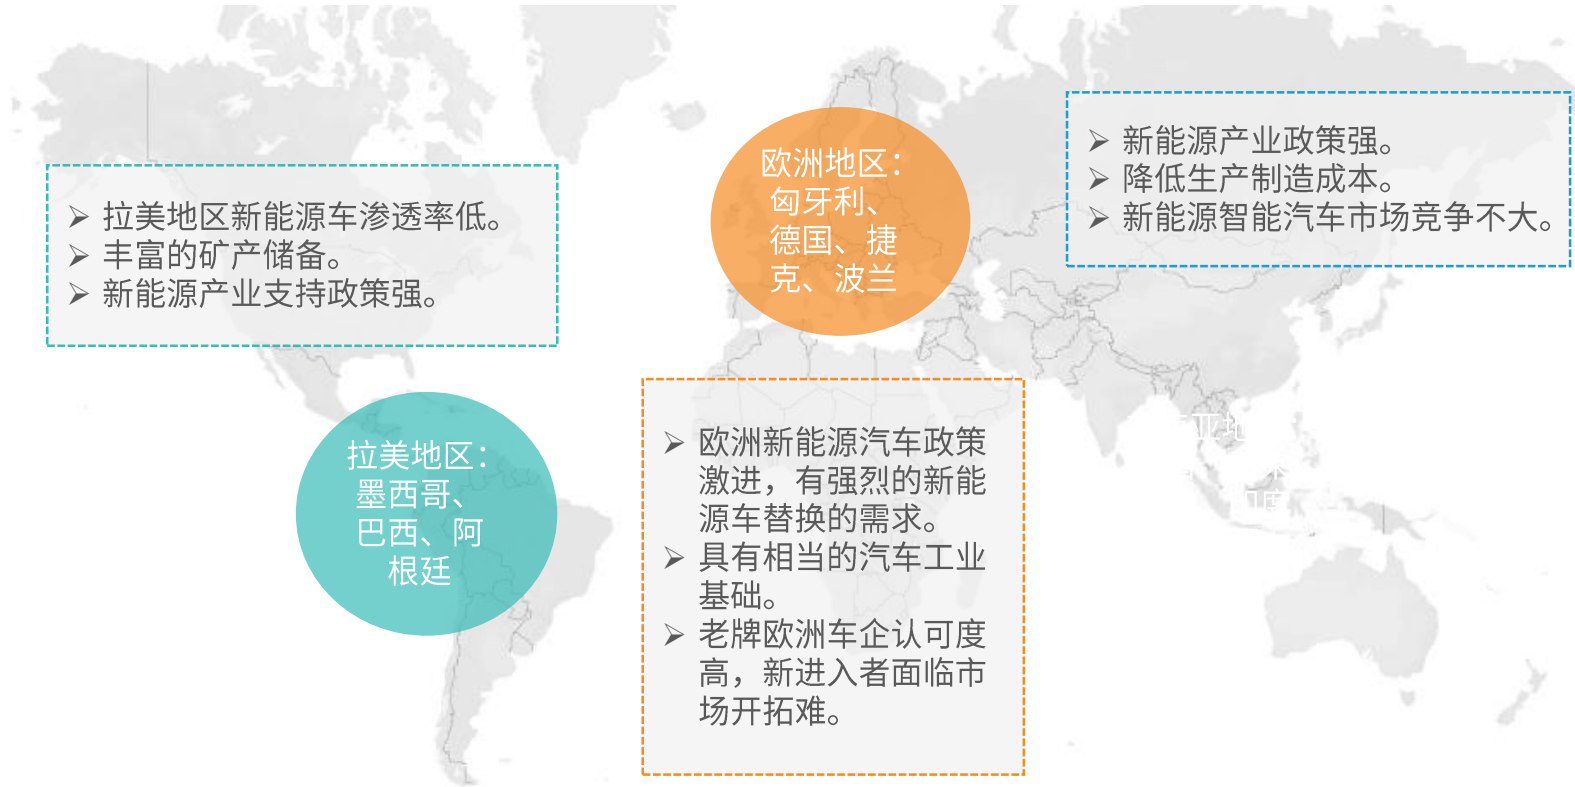 拉美地区新能源车渗透率低。
丰富的矿产储备。
新能源产业支持政策强。
拉美地区：
墨西哥、
巴西、阿
根廷
欧洲地区：
匈牙利、
德国、捷
克、波兰
欧洲新能源汽车政策
激进，有强烈的新能
源车替换的需求。
具有相当的汽车工业
基础。
老牌欧洲车企认可度
高，新进入者面临市
场开拓难。
新能源产业政策强。
降低生产制造成本。
新能源智能汽车市场竞争不大。